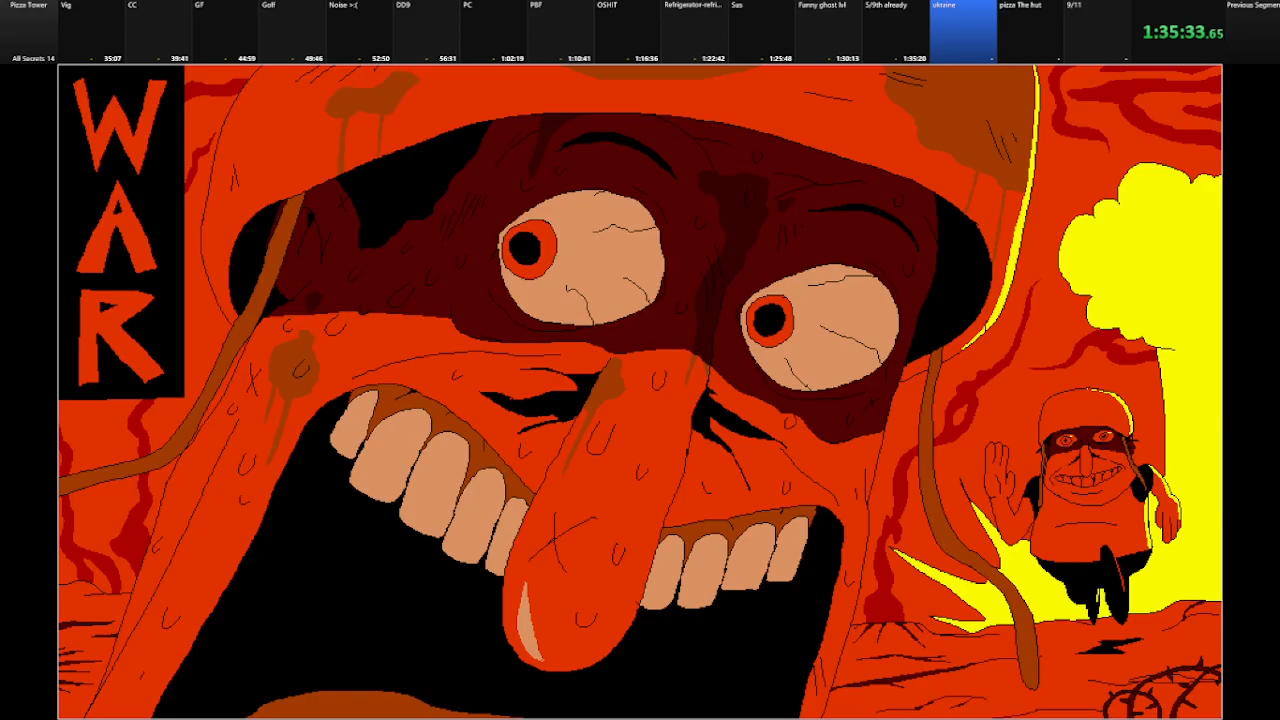 Pizza Tower
Vig
CC
GF
Golf
Noise >:(
DD9
PC
PBF
OSHIT
Refrigerator-refri...
Sus
Funny ghost lvl
5/9th already
ukraine
pizza The hut
9/11
Previous Segmen
1:35:33.65
All Secrets 14
35:07
39:41
44:59
49:46
52:50
56:31
1:02:19
1:10:41
1:16:36
1:22:42
1:25:48
1:30:13
1:35:20
-
-
-
W
A
R